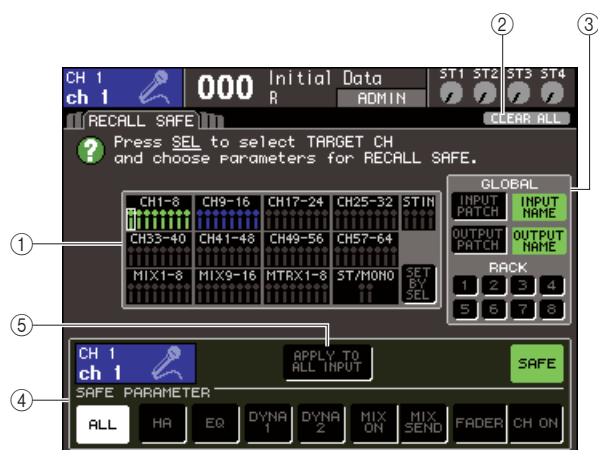 ② ③
CH 1 000 Initial Data ST1 ST2 ST3 ST4
ch 1 R ADMIN
RECALL SAFE CLEAR ALL
? Press SEL to select TARGET CH
and choose parameters for RECALL SAFE.
GLOBAL
INPUT PATCH INPUT NAME
OUTPUT PATCH OUTPUT NAME
RACK
1 2 3 4
5 6 7 8
①
CH1-8 CH9-16 CH17-24 CH25-32 STIN
CH33-40 CH41-48 CH49-56 CH57-64
MIX1-8 MIX9-16 MTRX1-8 ST/MONO SET BY SEL
⑤
④
CH 1
ch 1
APPLY TO ALL INPUT
SAFE
SAFE PARAMETER
ALL HA EQ DYNA 1 DYNA 2 MIX ON MIX SEND FADER CH ON